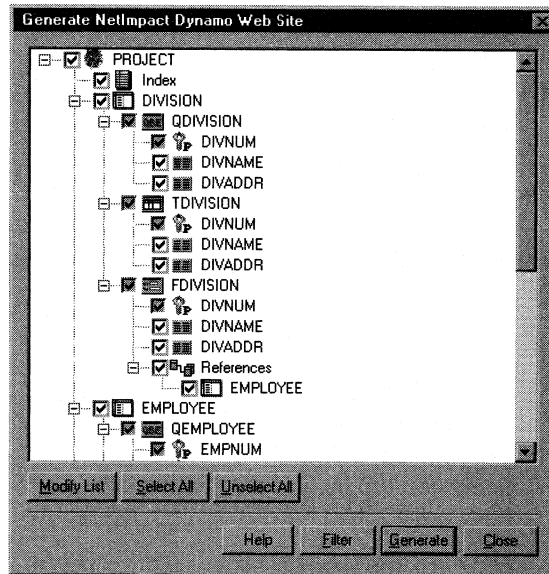 Generate NetImpact Dynamo Web Site
PROJECT
Index
DIVISION
QDIVISION
DIVNUM
DIVNAME
DIVADDR
TDIVISION
DIVNUM
DIVNAME
DIVADDR
FDIVISION
DIVNUM
DIVNAME
DIVADDR
References
EMPLOYEE
EMPLOYEE
QEMPLOYEE
EMPNUM
Modify List Select All Unselect All
Help Filter Generate Close